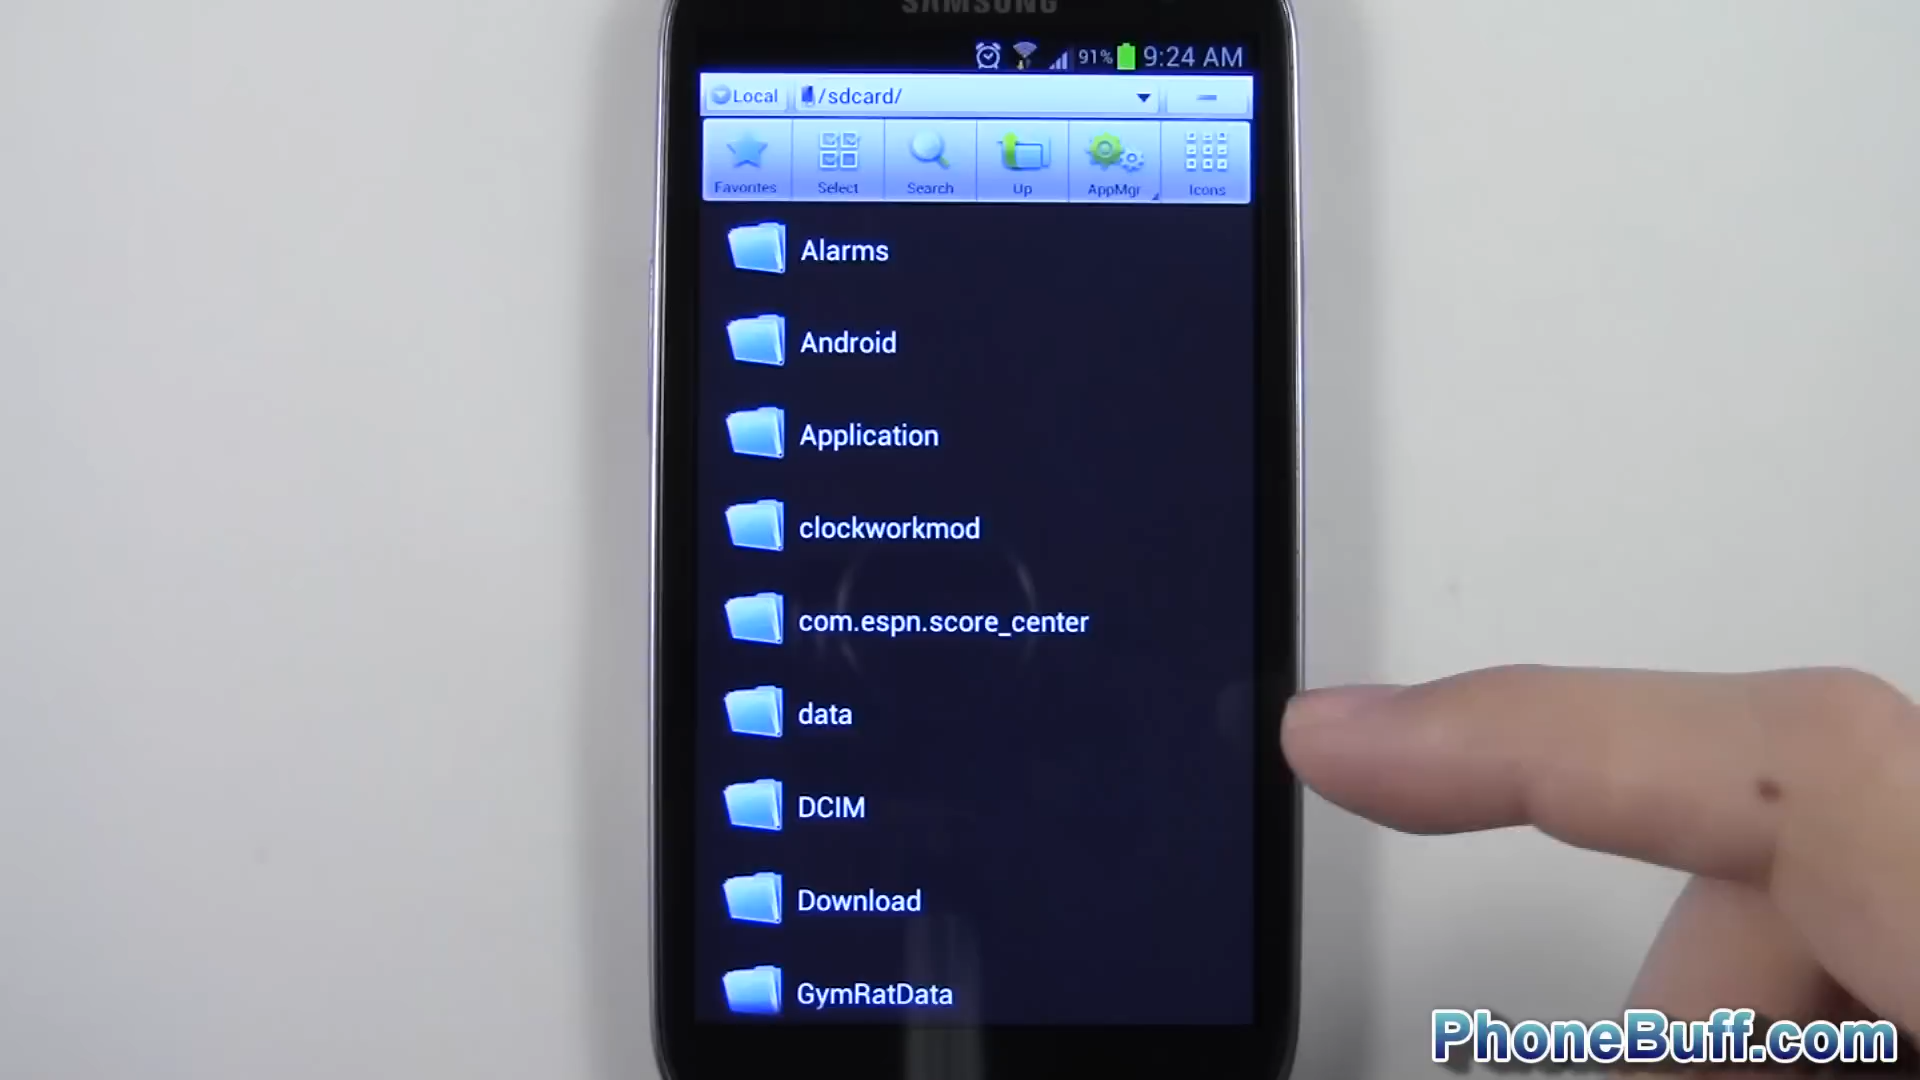 SAMSUNG
91% 9:24 AM
Local /sdcard/
Favorites Select Search Up AppMgr Icons
Alarms
Android
Application
clockworkmod
com.espn.score_center
data
DCIM
Download
GymRatData
PhoneBuff.com